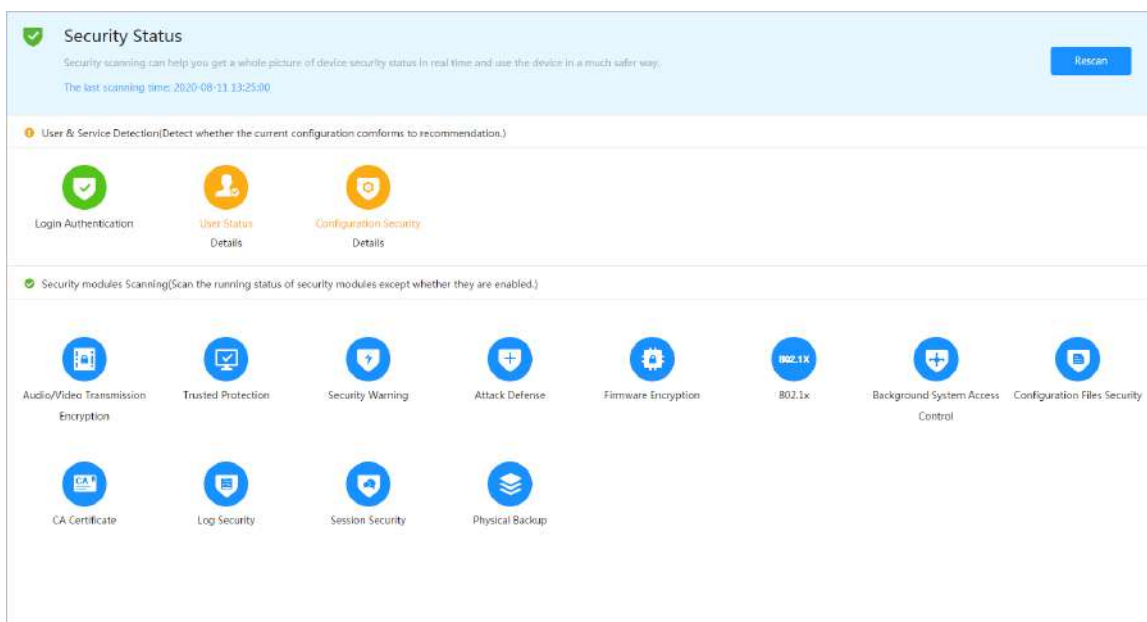 Security Status
Security scanning can help you get a whole picture of device security status in real time and use the device in a much safer way.
Rescan
The last scanning time: 2020-08-11 13:25:00
User & Service Detection(Detect whether the current configuration comforms to recommendation.)
Login Authentication
User Status
Configuration Security
Details
Details
Security modules Scanning(Scan the running status of security modules except whether they are enabled.)
802.1X
Audio/Video Transmission
Trusted Protection
Security Warning
Attack Defense
Firmware Encryption
802.1x
Background System Access
Configuration Files Security
Encryption
Control
CA
CA Certificate
Log Security
Session Security
Physical Backup